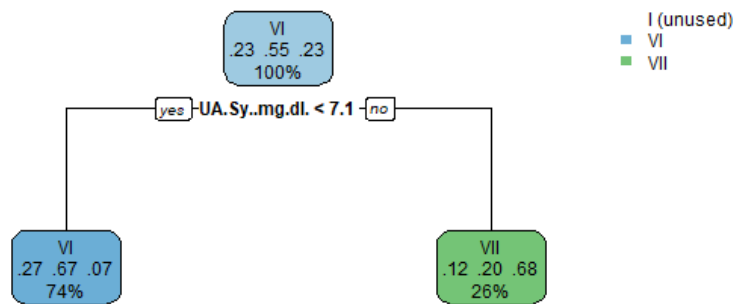 VI
.23 .55 .23
100%
yes UA.Sy..mg.dl. < 7.1 no
VI
.27 .67 .07
74%
VII
.12 .20 .68
26%
I (unused)
VI
VII